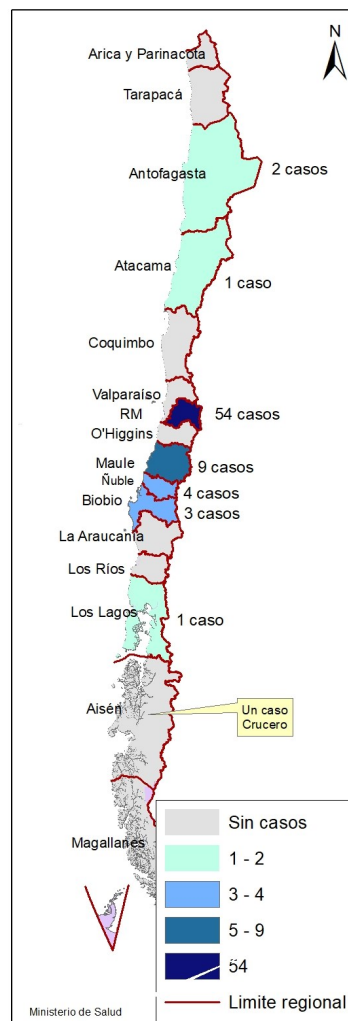 N
Arica y Parinacota
Tarapacá
Antofagasta
2 casos
Atacama
1 caso
Coquimbo
Valparaíso
RM
54 casos
O'Higgins
Maule
9 casos
Ñuble
4 casos
Biobio
3 casos
La Araucanía
Los Ríos
Los Lagos
1 caso
Aisén
Un caso
Crucero
Magallanes
Sin casos
1 - 2
3 - 4
5 - 9
54
Limite regional
Ministerio de Salud